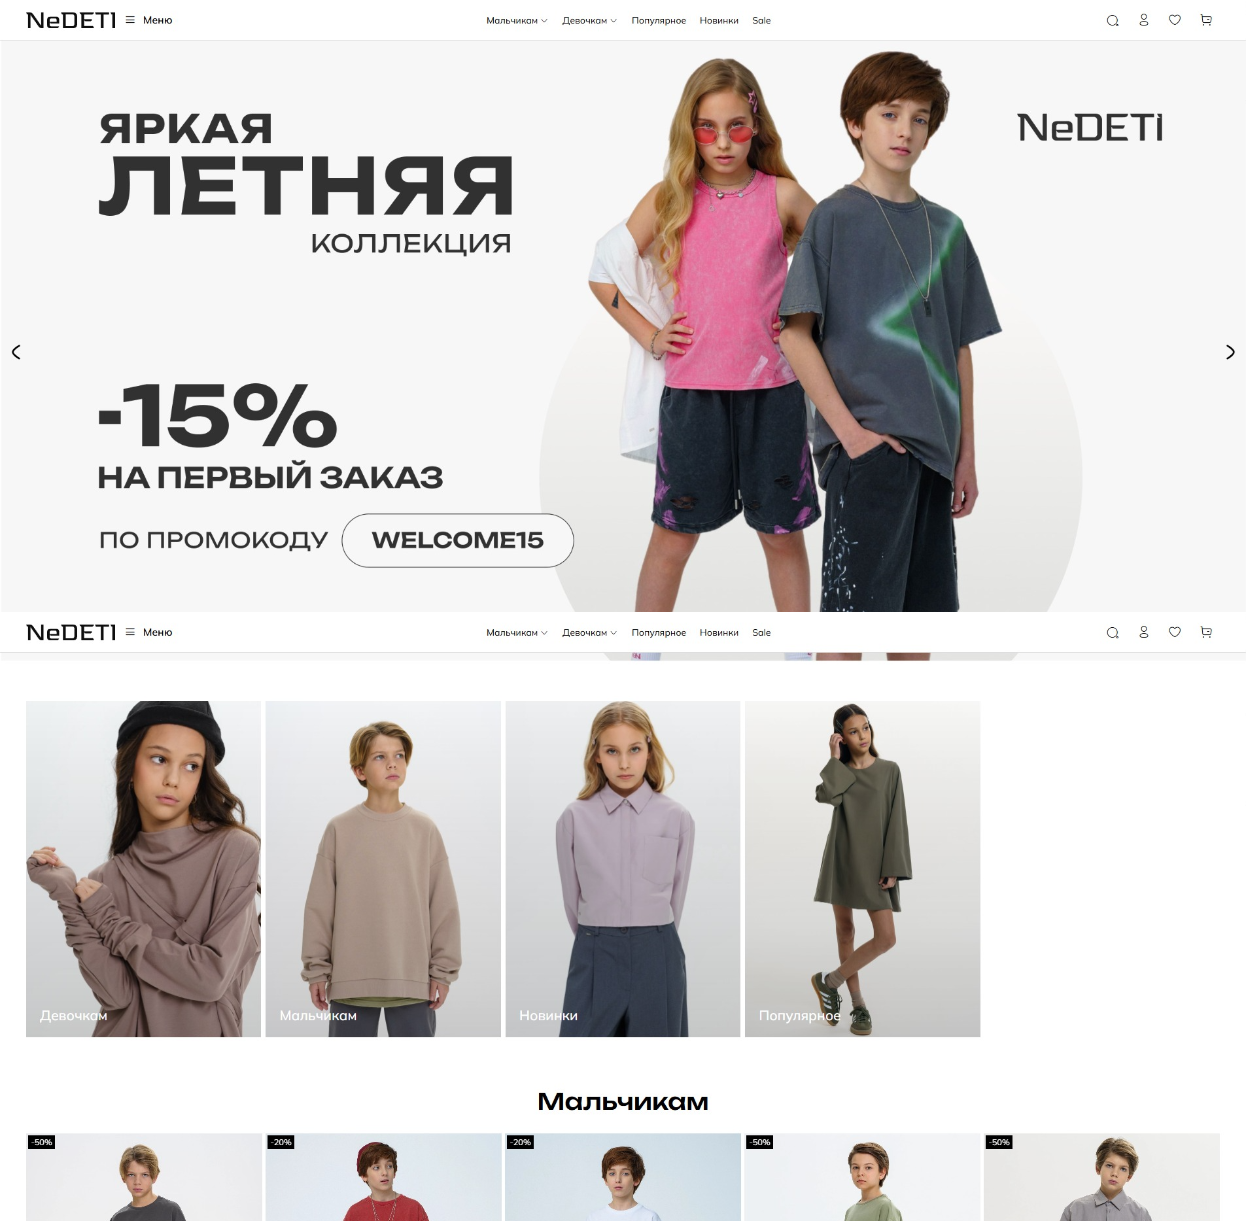 NeDETI Меню Мальчикам Девочкам Популярное Новинки Sale
ЯРКАЯ
ЛЕТНЯЯ
КОЛЛЕКЦИЯ
NeDETI
-15%
НА ПЕРВЫЙ ЗАКАЗ
ПО ПРОМОКОДУ WELCOME15
NeDETI Меню Мальчикам Девочкам Популярное Новинки Sale
Девочкам Мальчикам Новинки Популярное
Мальчикам
-50% -20% -20% -50% -50%